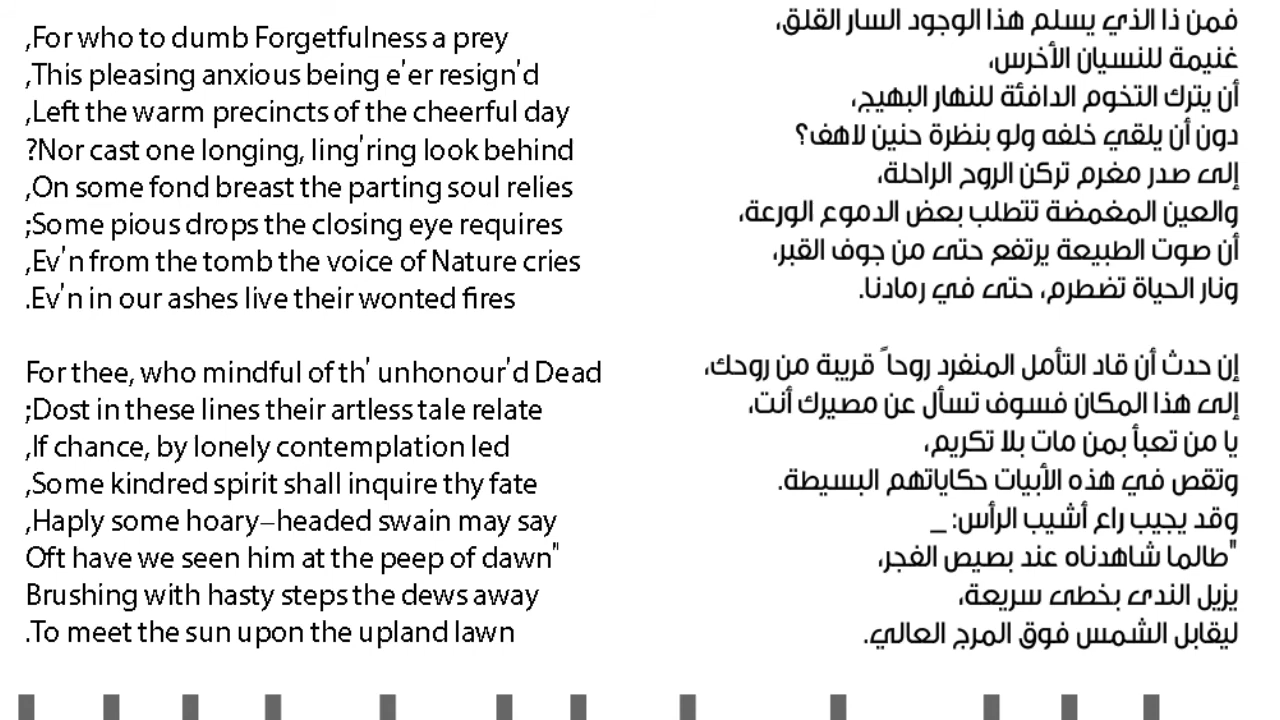 ,For who to dumb Forgetfulness a prey
,This pleasing anxious being e'er resign'd
,Left the warm precincts of the cheerful day
?Nor cast one longing, ling'ring look behind
,On some fond breast the parting soul relies
;Some pious drops the closing eye requires
,Ev'n from the tomb the voice of Nature cries
.Ev'n in our ashes live their wonted fires
For thee, who mindful of th' unhonour'd Dead
;Dost in these lines their artless tale relate
,If chance, by lonely contemplation led
,Some kindred spirit shall inquire thy fate
,Haply some hoary–headed swain may say
Oft have we seen him at the peep of dawn"
Brushing with hasty steps the dews away
.To meet the sun upon the upland lawn
فمن ذا الذي يسلم هذا الوجود السار القلق،
غنيمة للنسيان الأخرس،
أن يترك التخوم الدافئة للنهار البهيج،
دون أن يلقي خلفه ولو بنظرة حنين لاهف؟
إلى صدر مغرم تركن الروح الراحلة،
والعين المغمضة تتطلب بعض الدموع الورعة،
أن صوت الطبيعة يرتفع حتى من جوف القبر،
ونار الحياة تضطرم، حتى في رمادنا.
إن حدث أن قاد التأمل المنفرد روحاً قريبة من روحك،
إلى هذا المكان فسوف تسأل عن مصيرك أنت،
يا من تعبأ بمن مات بلا تكريم،
وتقص في هذه الأبيات حكاياتهم البسيطة.
وقد يجيب راع أشيب الرأس: _
"طالما شاهدناه عند بصيص الفجر،
يزيل الندى بخطى سريعة،
ليقابل الشمس فوق المرج العالي.